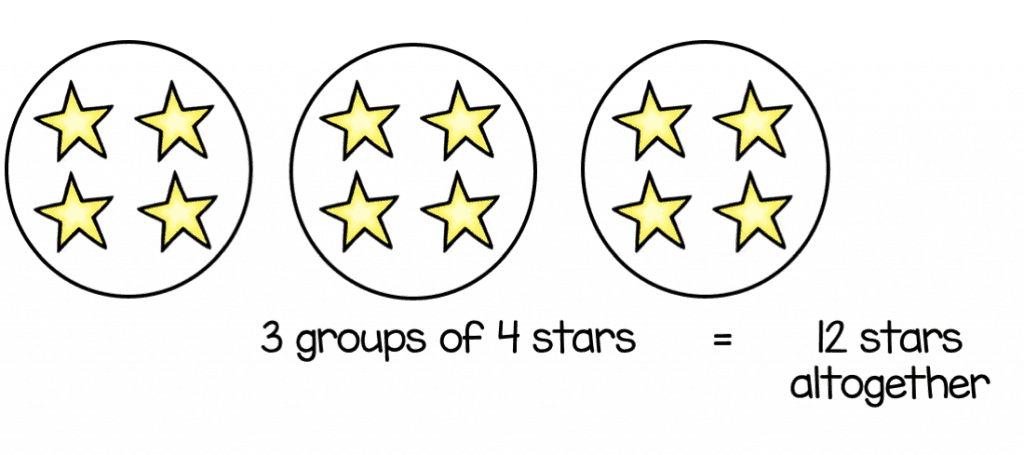 3 groups of 4 stars = 12 stars
altogether